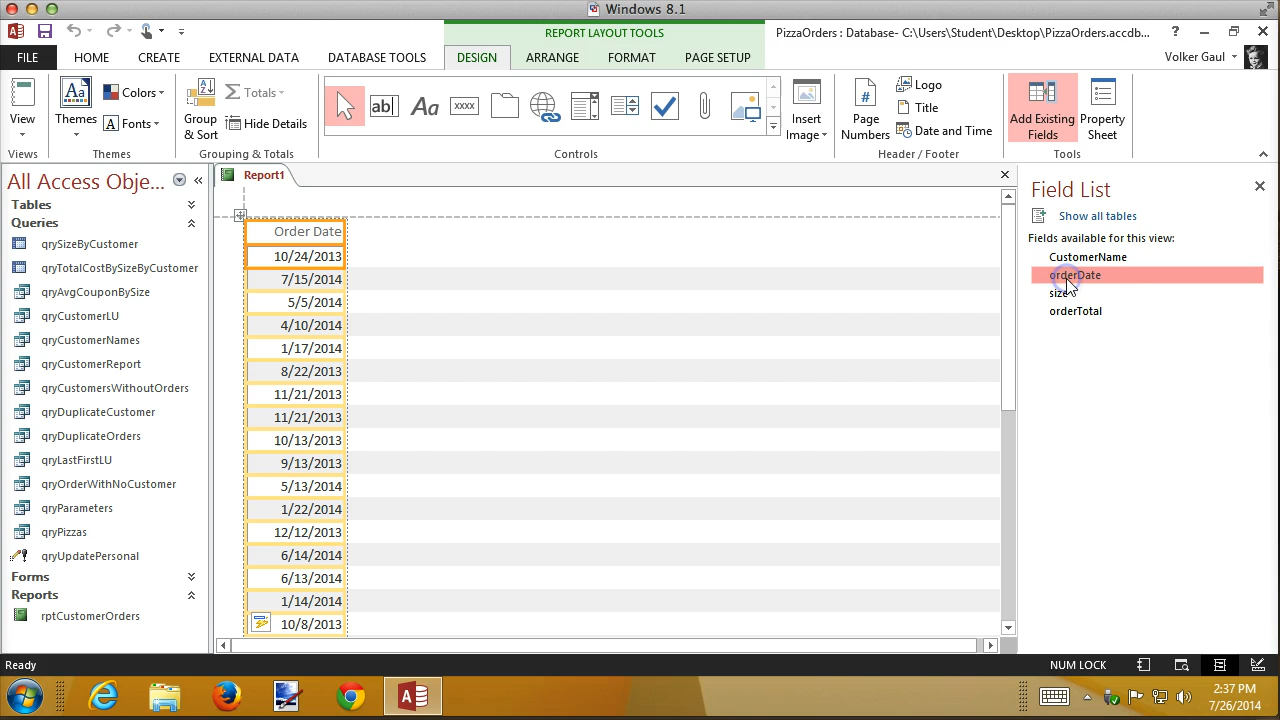 Windows 8.1
REPORT LAYOUT TOOLS
PizzaOrders : Database- C:\Users\Student\Desktop\PizzaOrders.accdb...
?
FILE
HOME
CREATE
EXTERNAL DATA
DATABASE TOOLS
DESIGN
ARRANGE
FORMAT
PAGE SETUP
Volker Gaul
View
Views
Themes
Colors
Fonts
Themes
Group & Sort
Totals
Hide Details
Grouping & Totals
ab
Aa
xxxx
Controls
Insert Image
Page Numbers
Logo
Title
Date and Time
Header / Footer
Add Existing Fields
Property Sheet
Tools
All Access Obje...
Tables
Queries
qrySizeByCustomer
qryTotalCostBySizeByCustomer
qryAvgCouponBySize
qryCustomerLU
qryCustomerNames
qryCustomerReport
qryCustomersWithoutOrders
qryDuplicateCustomer
qryDuplicateOrders
qryLastFirstLU
qryOrderWithNoCustomer
qryParameters
qryPizzas
qryUpdatePersonal
Forms
Reports
rptCustomerOrders
Report1
Order Date
10/24/2013
7/15/2014
5/5/2014
4/10/2014
1/17/2014
8/22/2013
11/21/2013
11/21/2013
10/13/2013
9/13/2013
5/13/2014
1/22/2014
12/12/2013
6/14/2014
6/13/2014
1/14/2014
10/8/2013
Field List
Show all tables
Fields available for this view:
CustomerName
orderDate
size
orderTotal
Ready
NUM LOCK
2:37 PM
7/26/2014